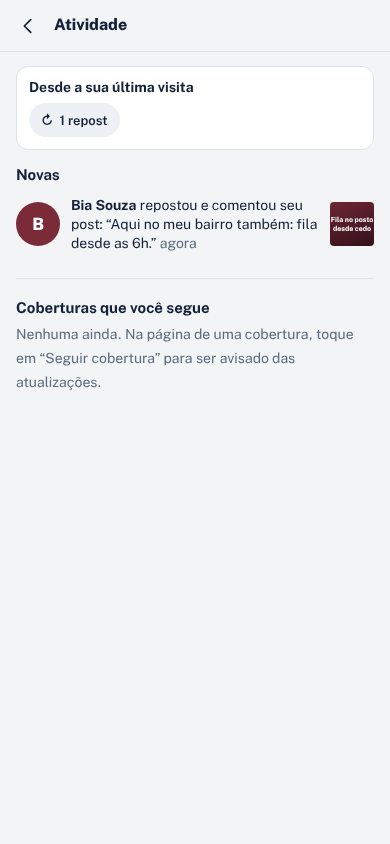 Atividade
Desde a sua última visita
1 repost
Novas
B
Bia Souza repostou e comentou seu
post: “Aqui no meu bairro também: fila
desde as 6h.” agora
Fila no posto
desde cedo
Coberturas que você segue
Nenhuma ainda. Na página de uma cobertura, toque
em “Seguir cobertura” para ser avisado das
atualizações.